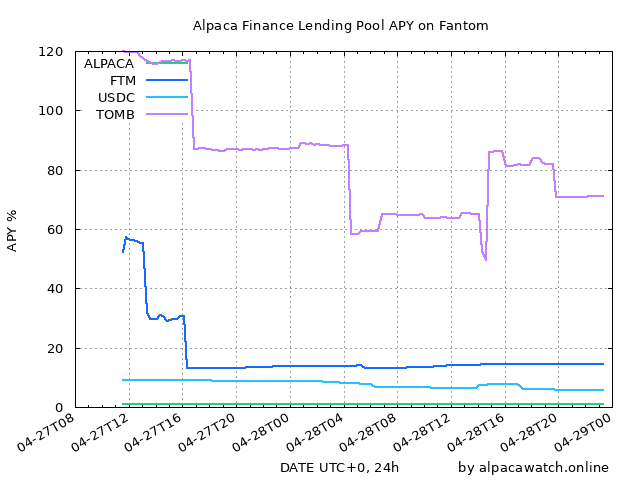 Alpaca Finance Lending Pool APY on Fantom
120
100
80
60
40
20
0
APY %
ALPACA
FTM
USDC
TOMB
04-27T08
04-27T12
04-27T16
04-27T20
04-28T00
04-28T04
04-28T08
04-28T12
04-28T16
04-28T20
04-29T00
DATE UTC+0, 24h
by alpacawatch.online